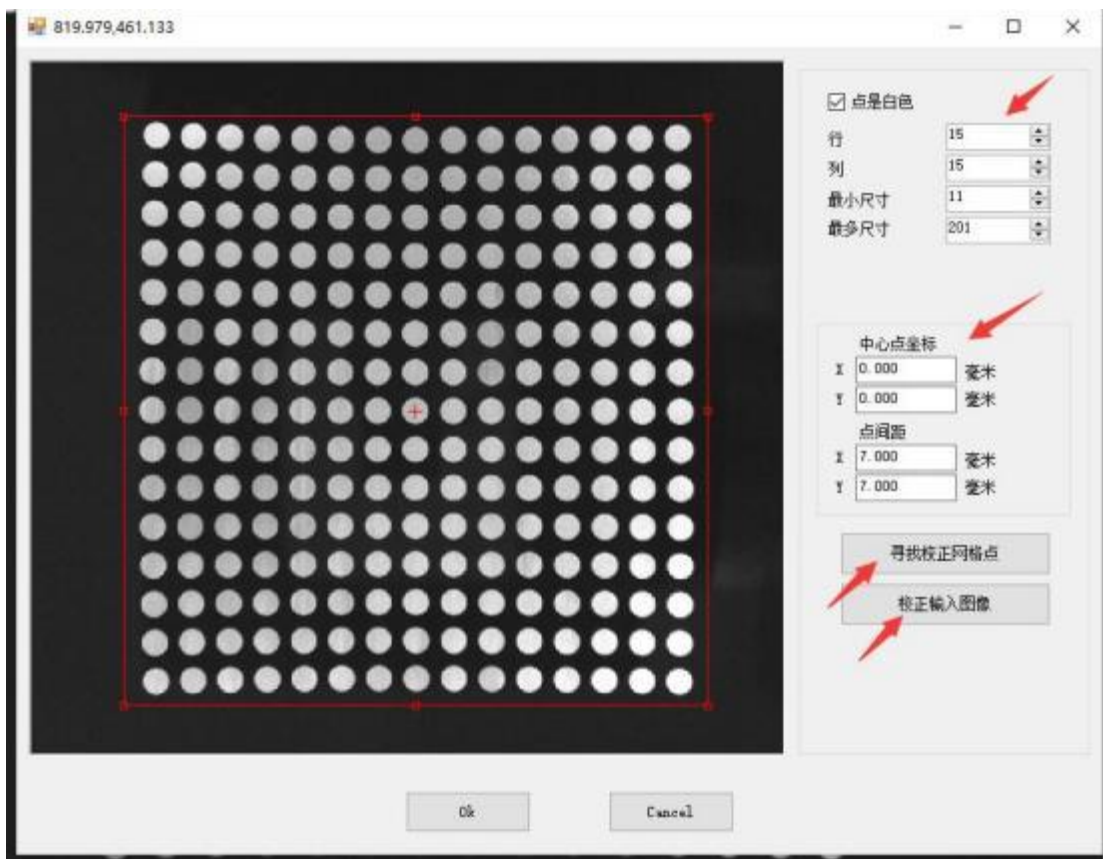 819.979,461.133
点是白色
行 15
列 15
最小尺寸 11
最多尺寸 201
中心点坐标
X 0.000 毫米
Y 0.000 毫米
点间距
X 7.000 毫米
Y 7.000 毫米
寻找校正网格点
校正输入图像
Ok Cancel